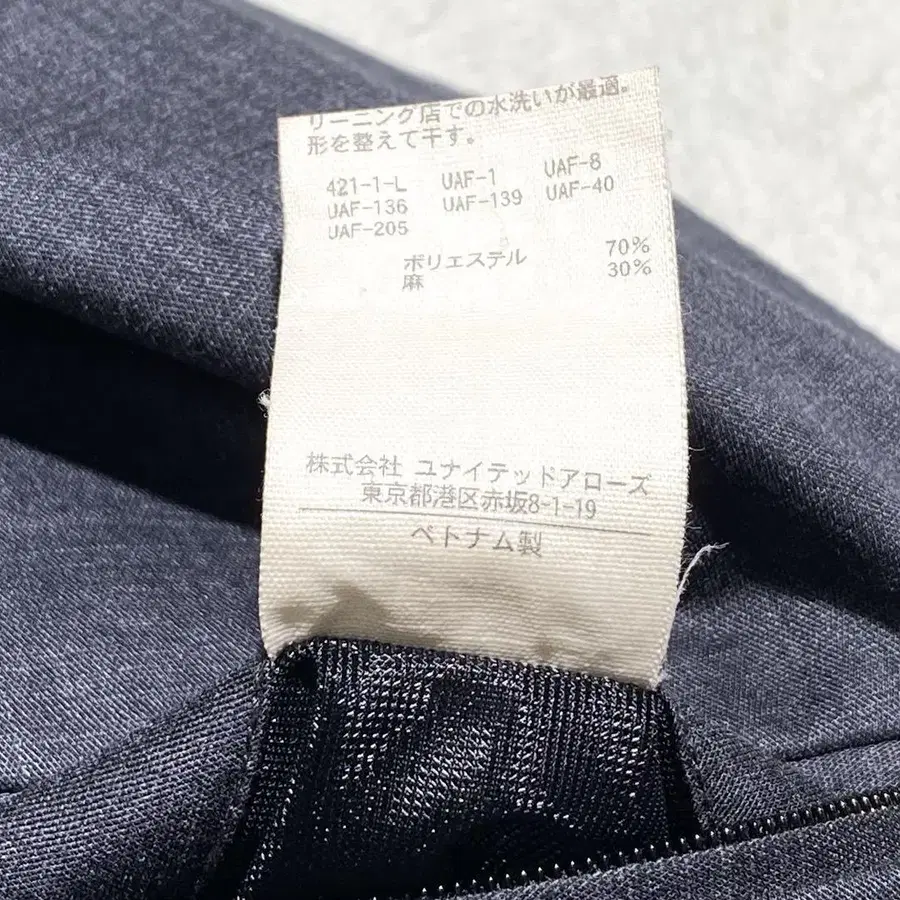 リーニング店での水洗いが最適。
形を整えて干す。
421-1-L UAF-1 UAF-8
UAF-136 UAF-139 UAF-40
UAF-205
ポリエステル 70%
麻 30%
株式会社 ユナイテッドアローズ
東京都港区赤坂8-1-19
ベトナム製